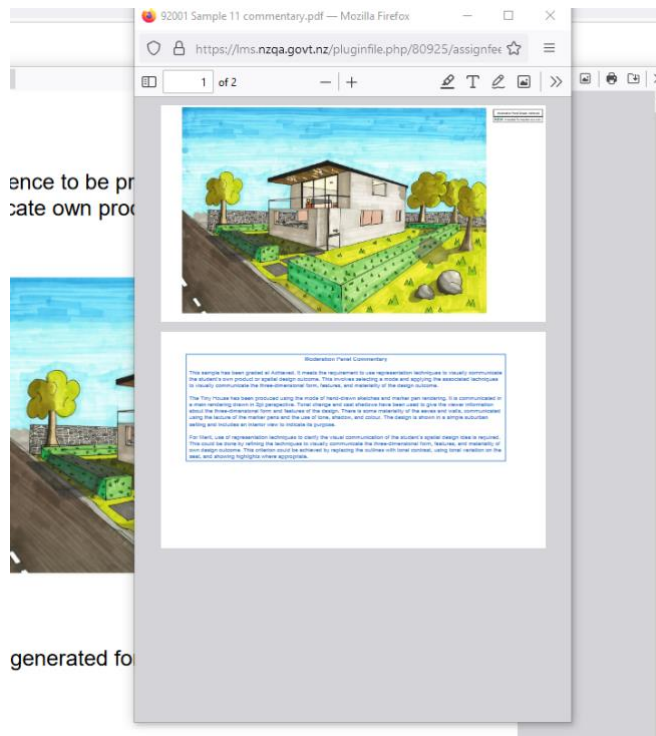 92001 Sample 11 commentary.pdf — Mozilla Firefox
https://lms.nzqa.govt.nz/pluginfile.php/80925/assignfee
1 of 2
ence to be pr
cate own proc
generated for
Moderation Panel Commentary
This sample has been graded at Achieved. It meets the requirement to use representation techniques to visually communicate
the student's own product or spatial design outcome. This involves selecting a mode and applying the associated techniques
to visually communicate the three-dimensional form, features, and materiality of the design outcome.
The Tiny House has been produced using the mode of hand-drawn sketches and marker pen rendering. It is communicated in
a main rendering drawn in 2pt perspective. Tonal change and cast shadows have been used to give the viewer information
about the three-dimensional form and features of the design. There is some materiality of the eaves and walls, communicated
using the texture of the marker pens and the use of tone, shadow, and colour. The design is shown in a simple suburban
setting and includes an interior view to indicate its purpose.
For Merit, use of representation techniques to clarify the visual communication of the student's spatial design idea is required.
This could be done by refining the techniques to visually communicate the three-dimensional form, features, and materiality of
own design outcome. This criterion could be achieved by replacing the outlines with tonal contrast, using tonal variation on the
seal, and showing highlights where appropriate.